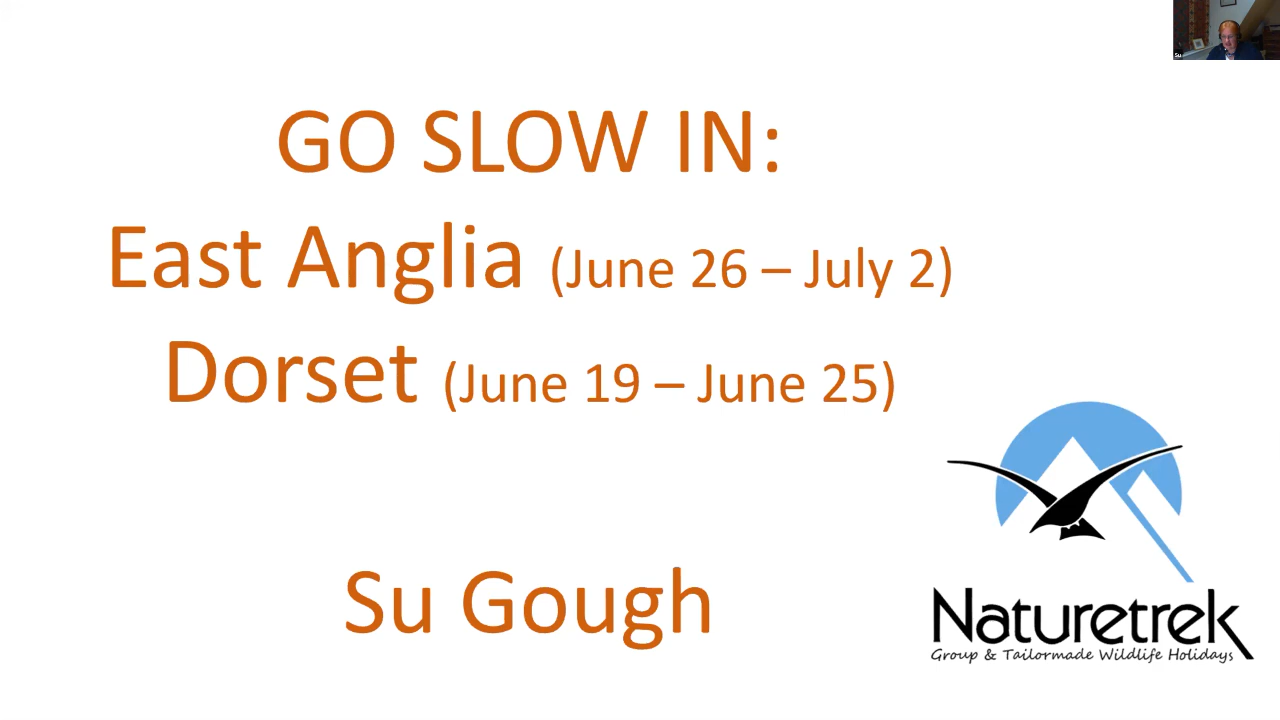 Su
GO SLOW IN:
East Anglia (June 26 – July 2)
Dorset (June 19 – June 25)
Su Gough
Naturetrek
Group & Tailormade Wildlife Holidays